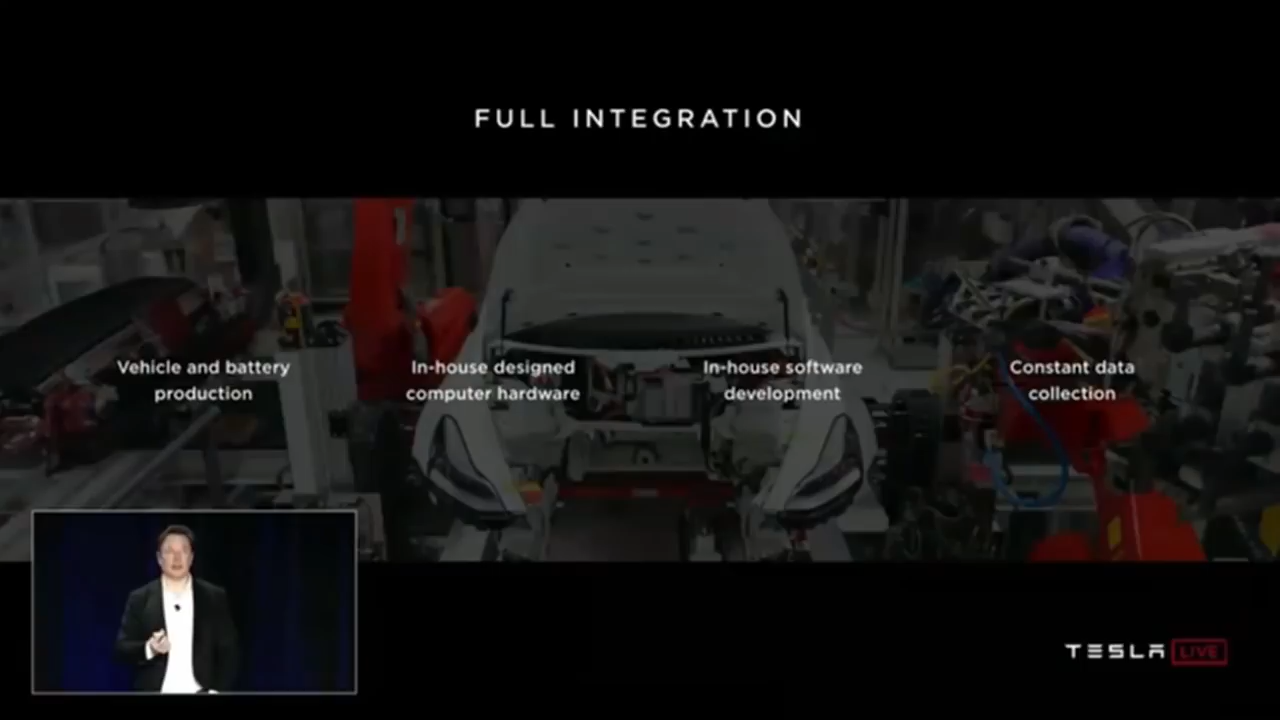 FULL INTEGRATION
Vehicle and battery
production
In-house designed
computer hardware
In-house software
development
Constant data
collection
TESLA LIVE